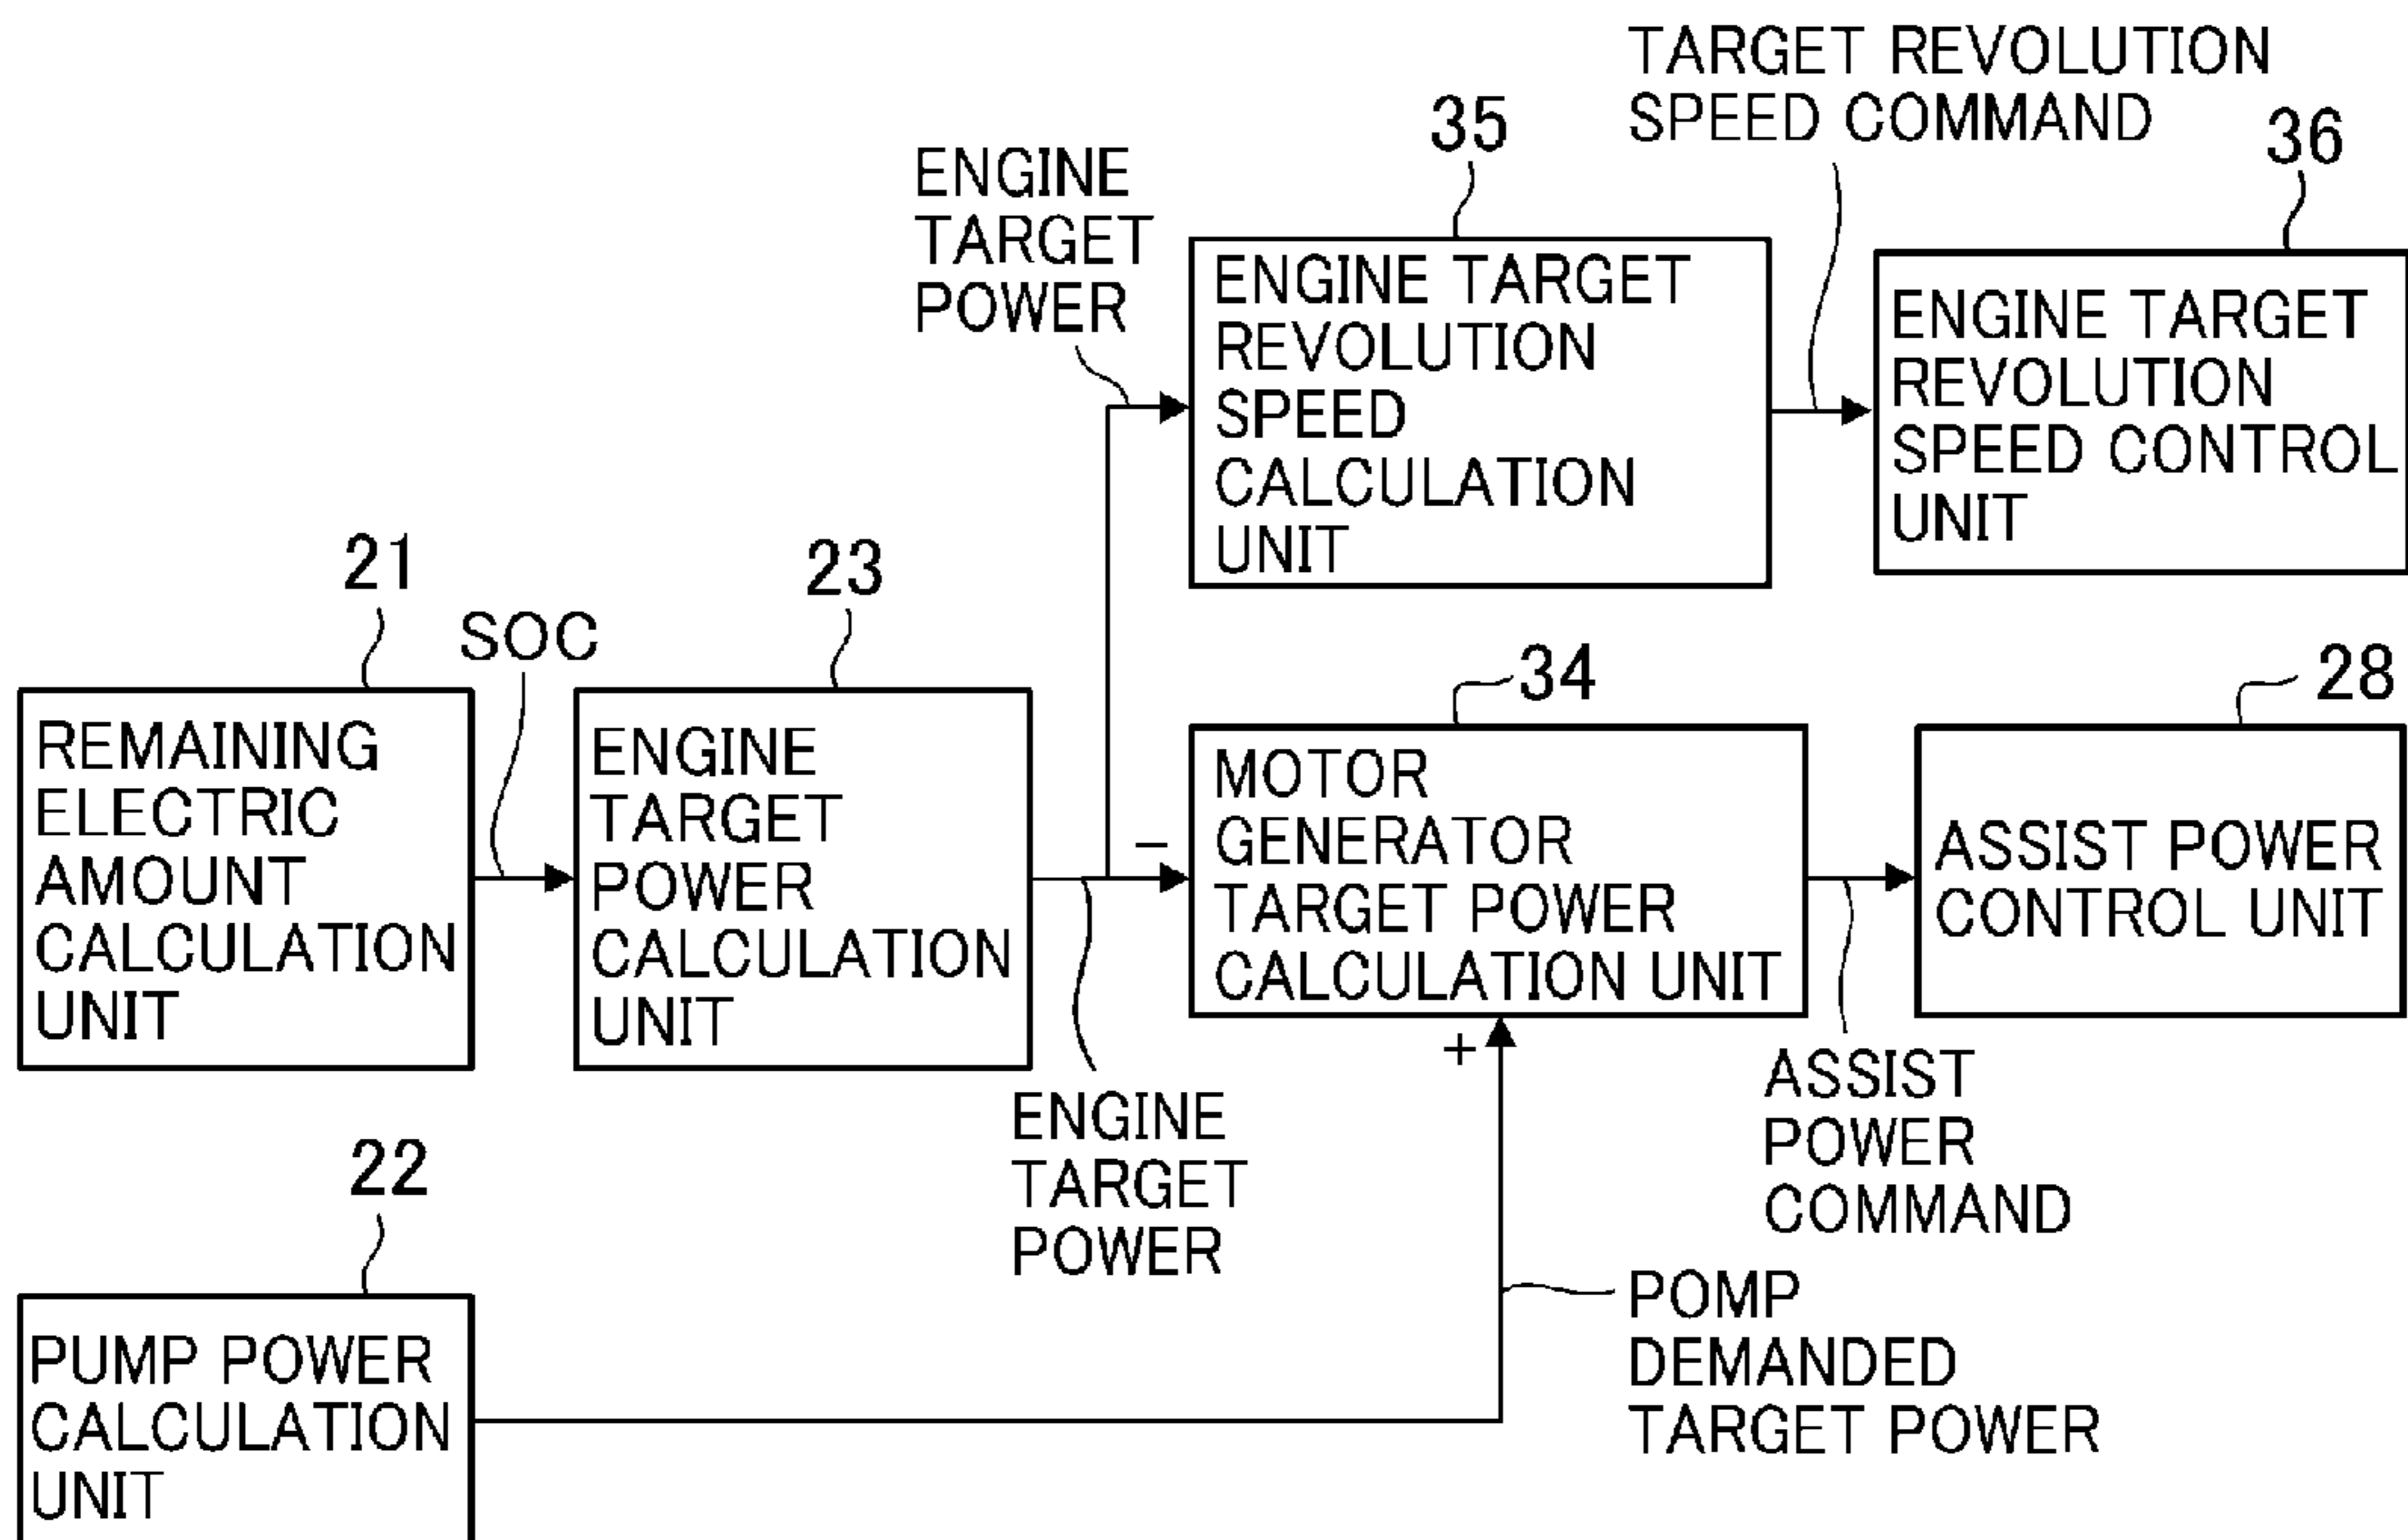 TARGET REVOLUTION
SPEED COMMAND
35
36
ENGINE
TARGET
POWER
ENGINE TARGET
REVOLUTION
SPEED
CALCULATION
UNIT
ENGINE TARGET
REVOLUTION
SPEED CONTROL
UNIT
21
SOC
23
34
28
REMAINING
ELECTRIC
AMOUNT
CALCULATION
UNIT
ENGINE
TARGET
POWER
CALCULATION
UNIT
−
MOTOR
GENERATOR
TARGET POWER
CALCULATION UNIT
ASSIST POWER
CONTROL UNIT
+
ENGINE
TARGET
POWER
ASSIST
POWER
COMMAND
22
PUMP POWER
CALCULATION
UNIT
POMP
DEMANDED
TARGET POWER